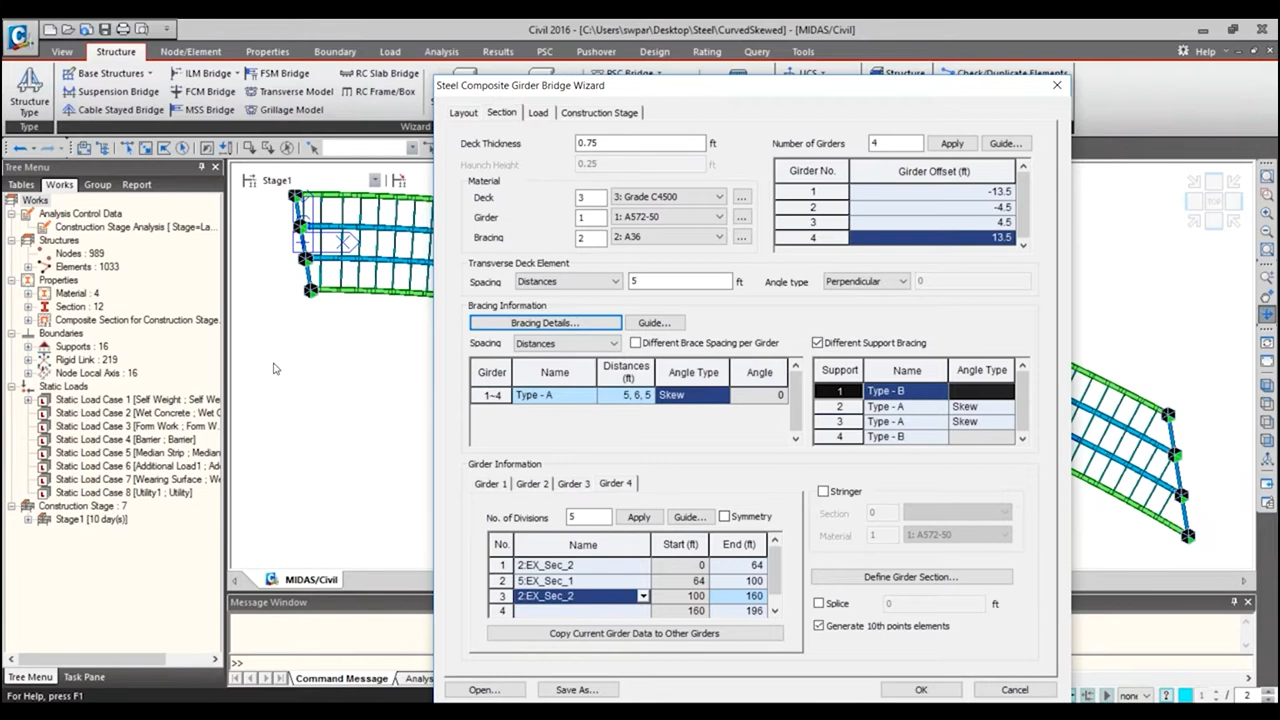 Civil 2016 - [C:\Users\swpar\Desktop\Steel\CurvedSkewed] - [MIDAS/Civil]
View Structure Node/Element Properties Boundary Load Analysis Results PSC Pushover Design Rating Query Tools Help
Structure Type
Base Structures ILM Bridge FSM Bridge RC Slab Bridge
Suspension Bridge FCM Bridge Transverse Model RC Frame/Box
Cable Stayed Bridge MSS Bridge Grillage Model
Type Wizard
Tree Menu
Tables Works Group Report
Works
Analysis Control Data
Construction Stage Analysis [ Stage=La...
Structures
Nodes : 989
Elements : 1033
Properties
Material : 4
Section : 12
Composite Section for Construction Stage
Boundaries
Supports : 16
Rigid Link : 219
Node Local Axis : 16
Static Loads
Static Load Case 1 [Self Weight ; Self W
Static Load Case 2 [Wet Concrete ; Wet C
Static Load Case 3 [Form Work ; Form W.
Static Load Case 4 [Barrier ; Barrier]
Static Load Case 5 [Median Strip ; Median
Static Load Case 6 [Additional Load1 ; Add
Static Load Case 7 [Wearing Surface ; We
Static Load Case 8 [Utility1 ; Utility]
Construction Stage : 7
Stage1 [10 day(s)]
Tree Menu Task Pane
For Help, press F1
Stage1
MIDAS/Civil
Message Window
>>
Command Message Analys
Steel Composite Girder Bridge Wizard
Layout Section Load Construction Stage
Deck Thickness 0.75 ft
Haunch Height 0.25 ft
Material
Deck 3 3: Grade C4500 ...
Girder 1 1: A572-50 ...
Bracing 2 2: A36 ...
Number of Girders 4 Apply Guide...
Girder No. Girder Offset (ft)
1 -13.5
2 -4.5
3 4.5
4 13.5
Transverse Deck Element
Spacing Distances 5 ft Angle type Perpendicular 0
Bracing Information
Bracing Details... Guide...
Spacing Distances Different Brace Spacing per Girder
Girder Name Distances (ft) Angle Type Angle
1~4 Type - A 5, 6, 5 Skew 0
Different Support Bracing
Support Name Angle Type
1 Type - B
2 Type - A Skew
3 Type - A Skew
4 Type - B
Girder Information
Girder 1 Girder 2 Girder 3 Girder 4
No. of Divisions 5 Apply Guide... Symmetry
No. Name Start (ft) End (ft)
1 2:EX_Sec_2 0 64
2 5:EX_Sec_1 64 100
3 2:EX_Sec_2 100 160
4 160 196
Copy Current Girder Data to Other Girders
Stringer
Section 0
Material 1 1: A572-50
Define Girder Section...
Splice 0 ft
Generate 10th points elements
Open... Save As... OK Cancel
TOP
none 1 / 2